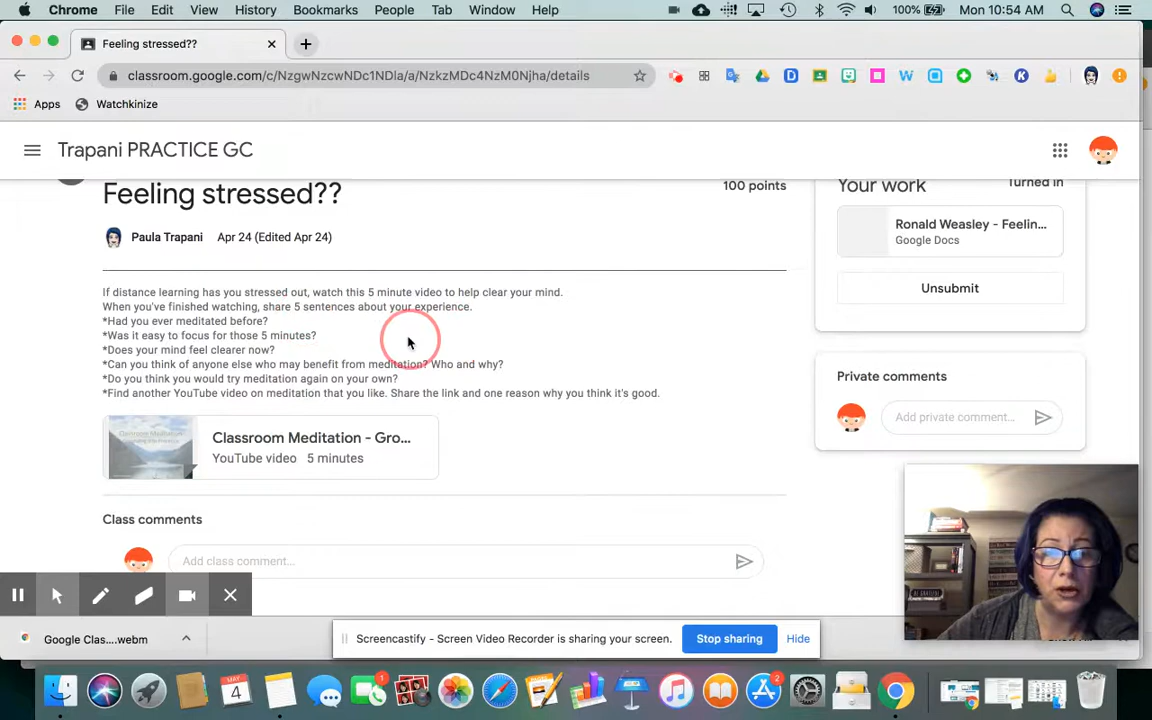 Chrome File Edit View History Bookmarks People Tab Window Help 100% Mon 10:54 AM
Feeling stressed??
classroom.google.com/c/NzgwNzcwNDc1NDla/a/NzkzMDc4NzM0Njha/details
Apps Watchkinize
Trapani PRACTICE GC
Feeling stressed??
100 points
Paula Trapani Apr 24 (Edited Apr 24)
If distance learning has you stressed out, watch this 5 minute video to help clear your mind.
When you've finished watching, share 5 sentences about your experience.
*Had you ever meditated before?
*Was it easy to focus for those 5 minutes?
*Does your mind feel clearer now?
*Can you think of anyone else who may benefit from meditation? Who and why?
*Do you think you would try meditation again on your own?
*Find another YouTube video on meditation that you like. Share the link and one reason why you think it's good.
Classroom Meditation - Gro...
YouTube video 5 minutes
Class comments
Add class comment...
Your work
Turned in
Ronald Weasley - Feelin...
Google Docs
Unsubmit
Private comments
Add private comment...
Google Clas....webm
Screencastify - Screen Video Recorder is sharing your screen. Stop sharing Hide
MAY
4
1
2